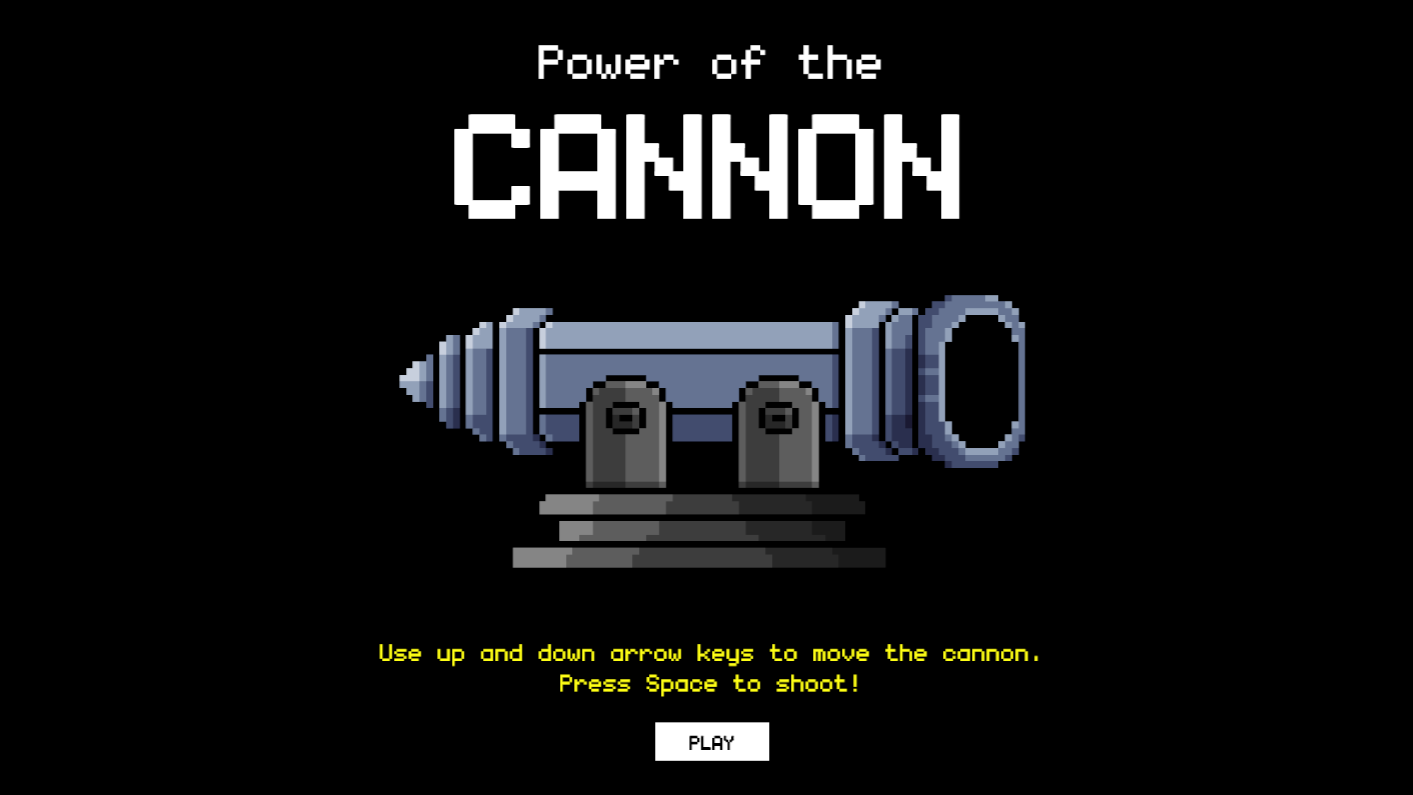 Power of the
CANNON
Use up and down arrow keys to move the cannon.
Press Space to shoot!
PLAY